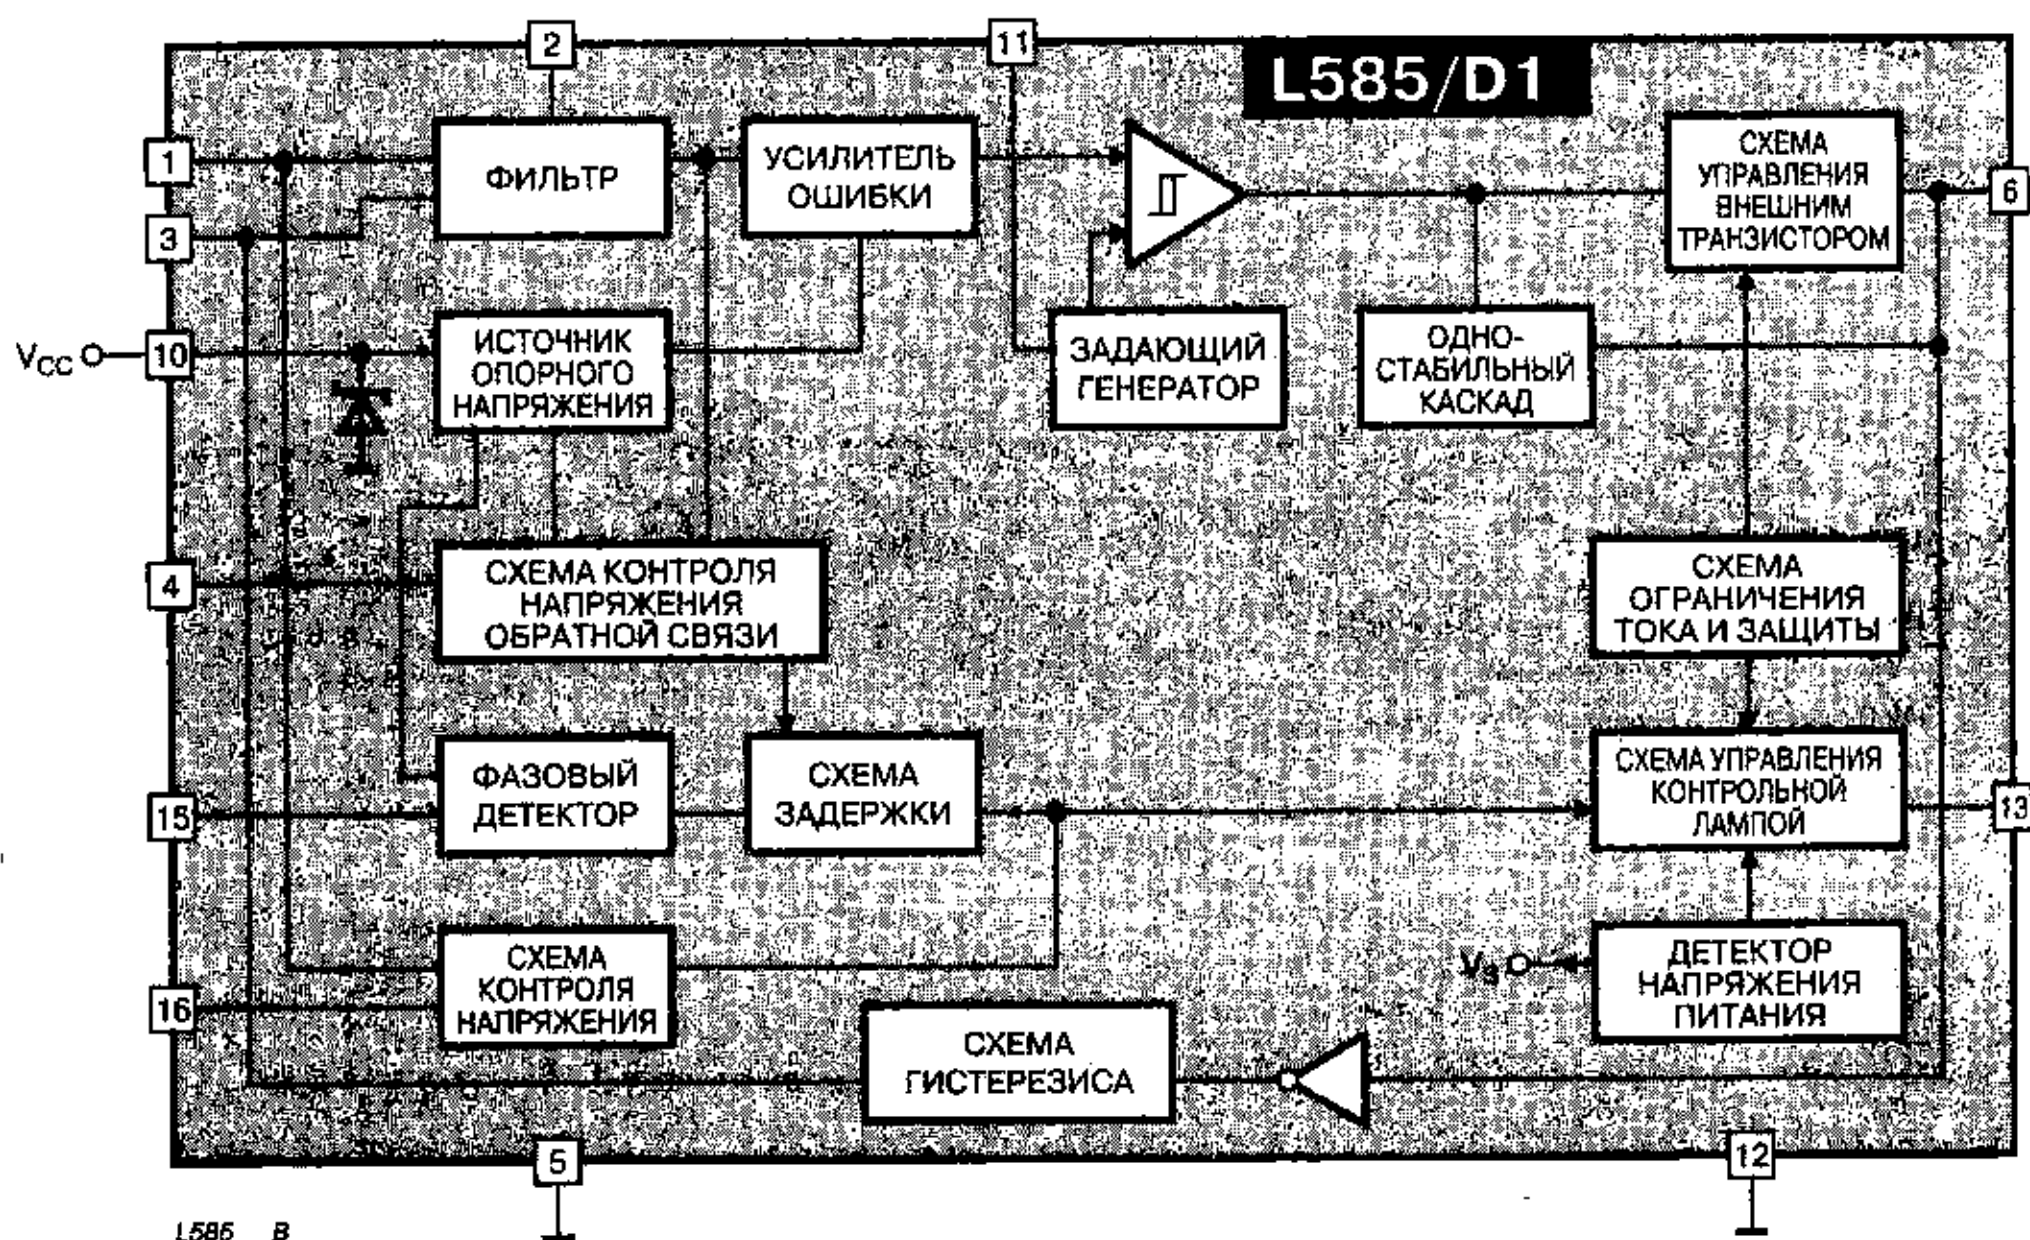 2
11
L585/D1
1
ФИЛЬТР
УСИЛИТЕЛЬ
ОШИБКИ
СХЕМА
УПРАВЛЕНИЯ
ВНЕШНИМ
ТРАНЗИСТОРОМ
6
3
VCC
10
ИСТОЧНИК
ОПОРНОГО
НАПРЯЖЕНИЯ
ЗАДАЮЩИЙ
ГЕНЕРАТОР
ОДНО-
СТАБИЛЬНЫЙ
КАСКАД
4
СХЕМА КОНТРОЛЯ
НАПРЯЖЕНИЯ
ОБРАТНОЙ СВЯЗИ
СХЕМА
ОГРАНИЧЕНИЯ
ТОКА И ЗАЩИТЫ
15
ФАЗОВЫЙ
ДЕТЕКТОР
СХЕМА
ЗАДЕРЖКИ
СХЕМА УПРАВЛЕНИЯ
КОНТРОЛЬНОЙ
ЛАМПОЙ
13
16
СХЕМА
КОНТРОЛЯ
НАПРЯЖЕНИЯ
VS
ДЕТЕКТОР
НАПРЯЖЕНИЯ
ПИТАНИЯ
СХЕМА
ГИСТЕРЕЗИСА
5
12
L585 B